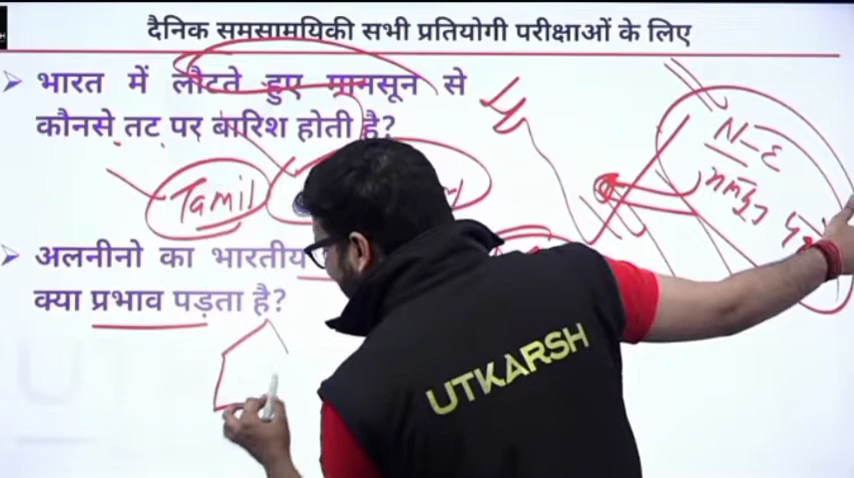 दैनिक समसामयिकी सभी प्रतियोगी परीक्षाओं के लिए
भारत में लौटते हुए मानसून से
कौनसे तट पर बारिश होती है?
N-E
Tamil
अलनीनो का भारतीय
क्या प्रभाव पड़ता है?
UTKARSH